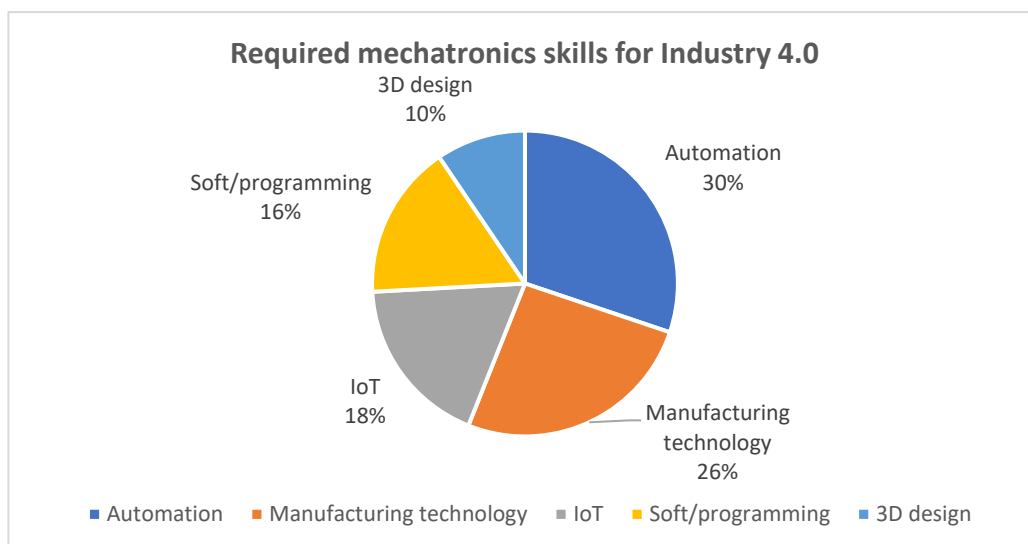 Required mechatronics skills for Industry 4.0
3D design
10%
Automation
30%
Soft/programming
16%
IoT
18%
Manufacturing
technology
26%
Automation Manufacturing technology IoT Soft/programming 3D design